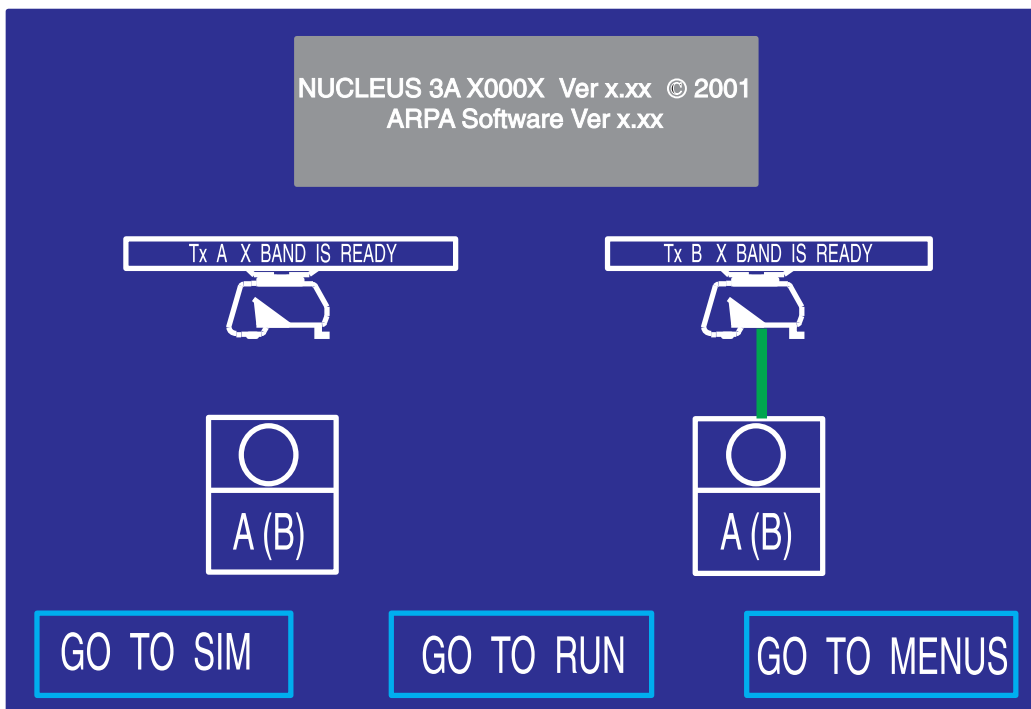 NUCLEUS 3A X000X Ver x.xx © 2001
ARPA Software Ver x.xx
Tx A X BAND IS READY
Tx B X BAND IS READY
A (B)
A (B)
GO TO SIM
GO TO RUN
GO TO MENUS